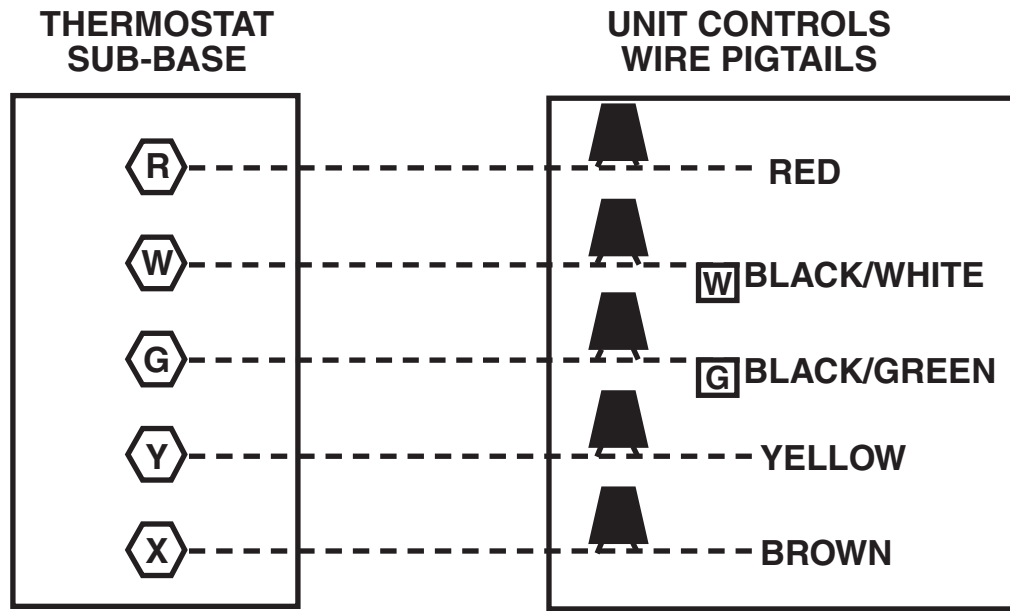 THERMOSTAT
SUB-BASE
UNIT CONTROLS
WIRE PIGTAILS
R
RED
W
W BLACK/WHITE
G
G BLACK/GREEN
Y
YELLOW
X
BROWN